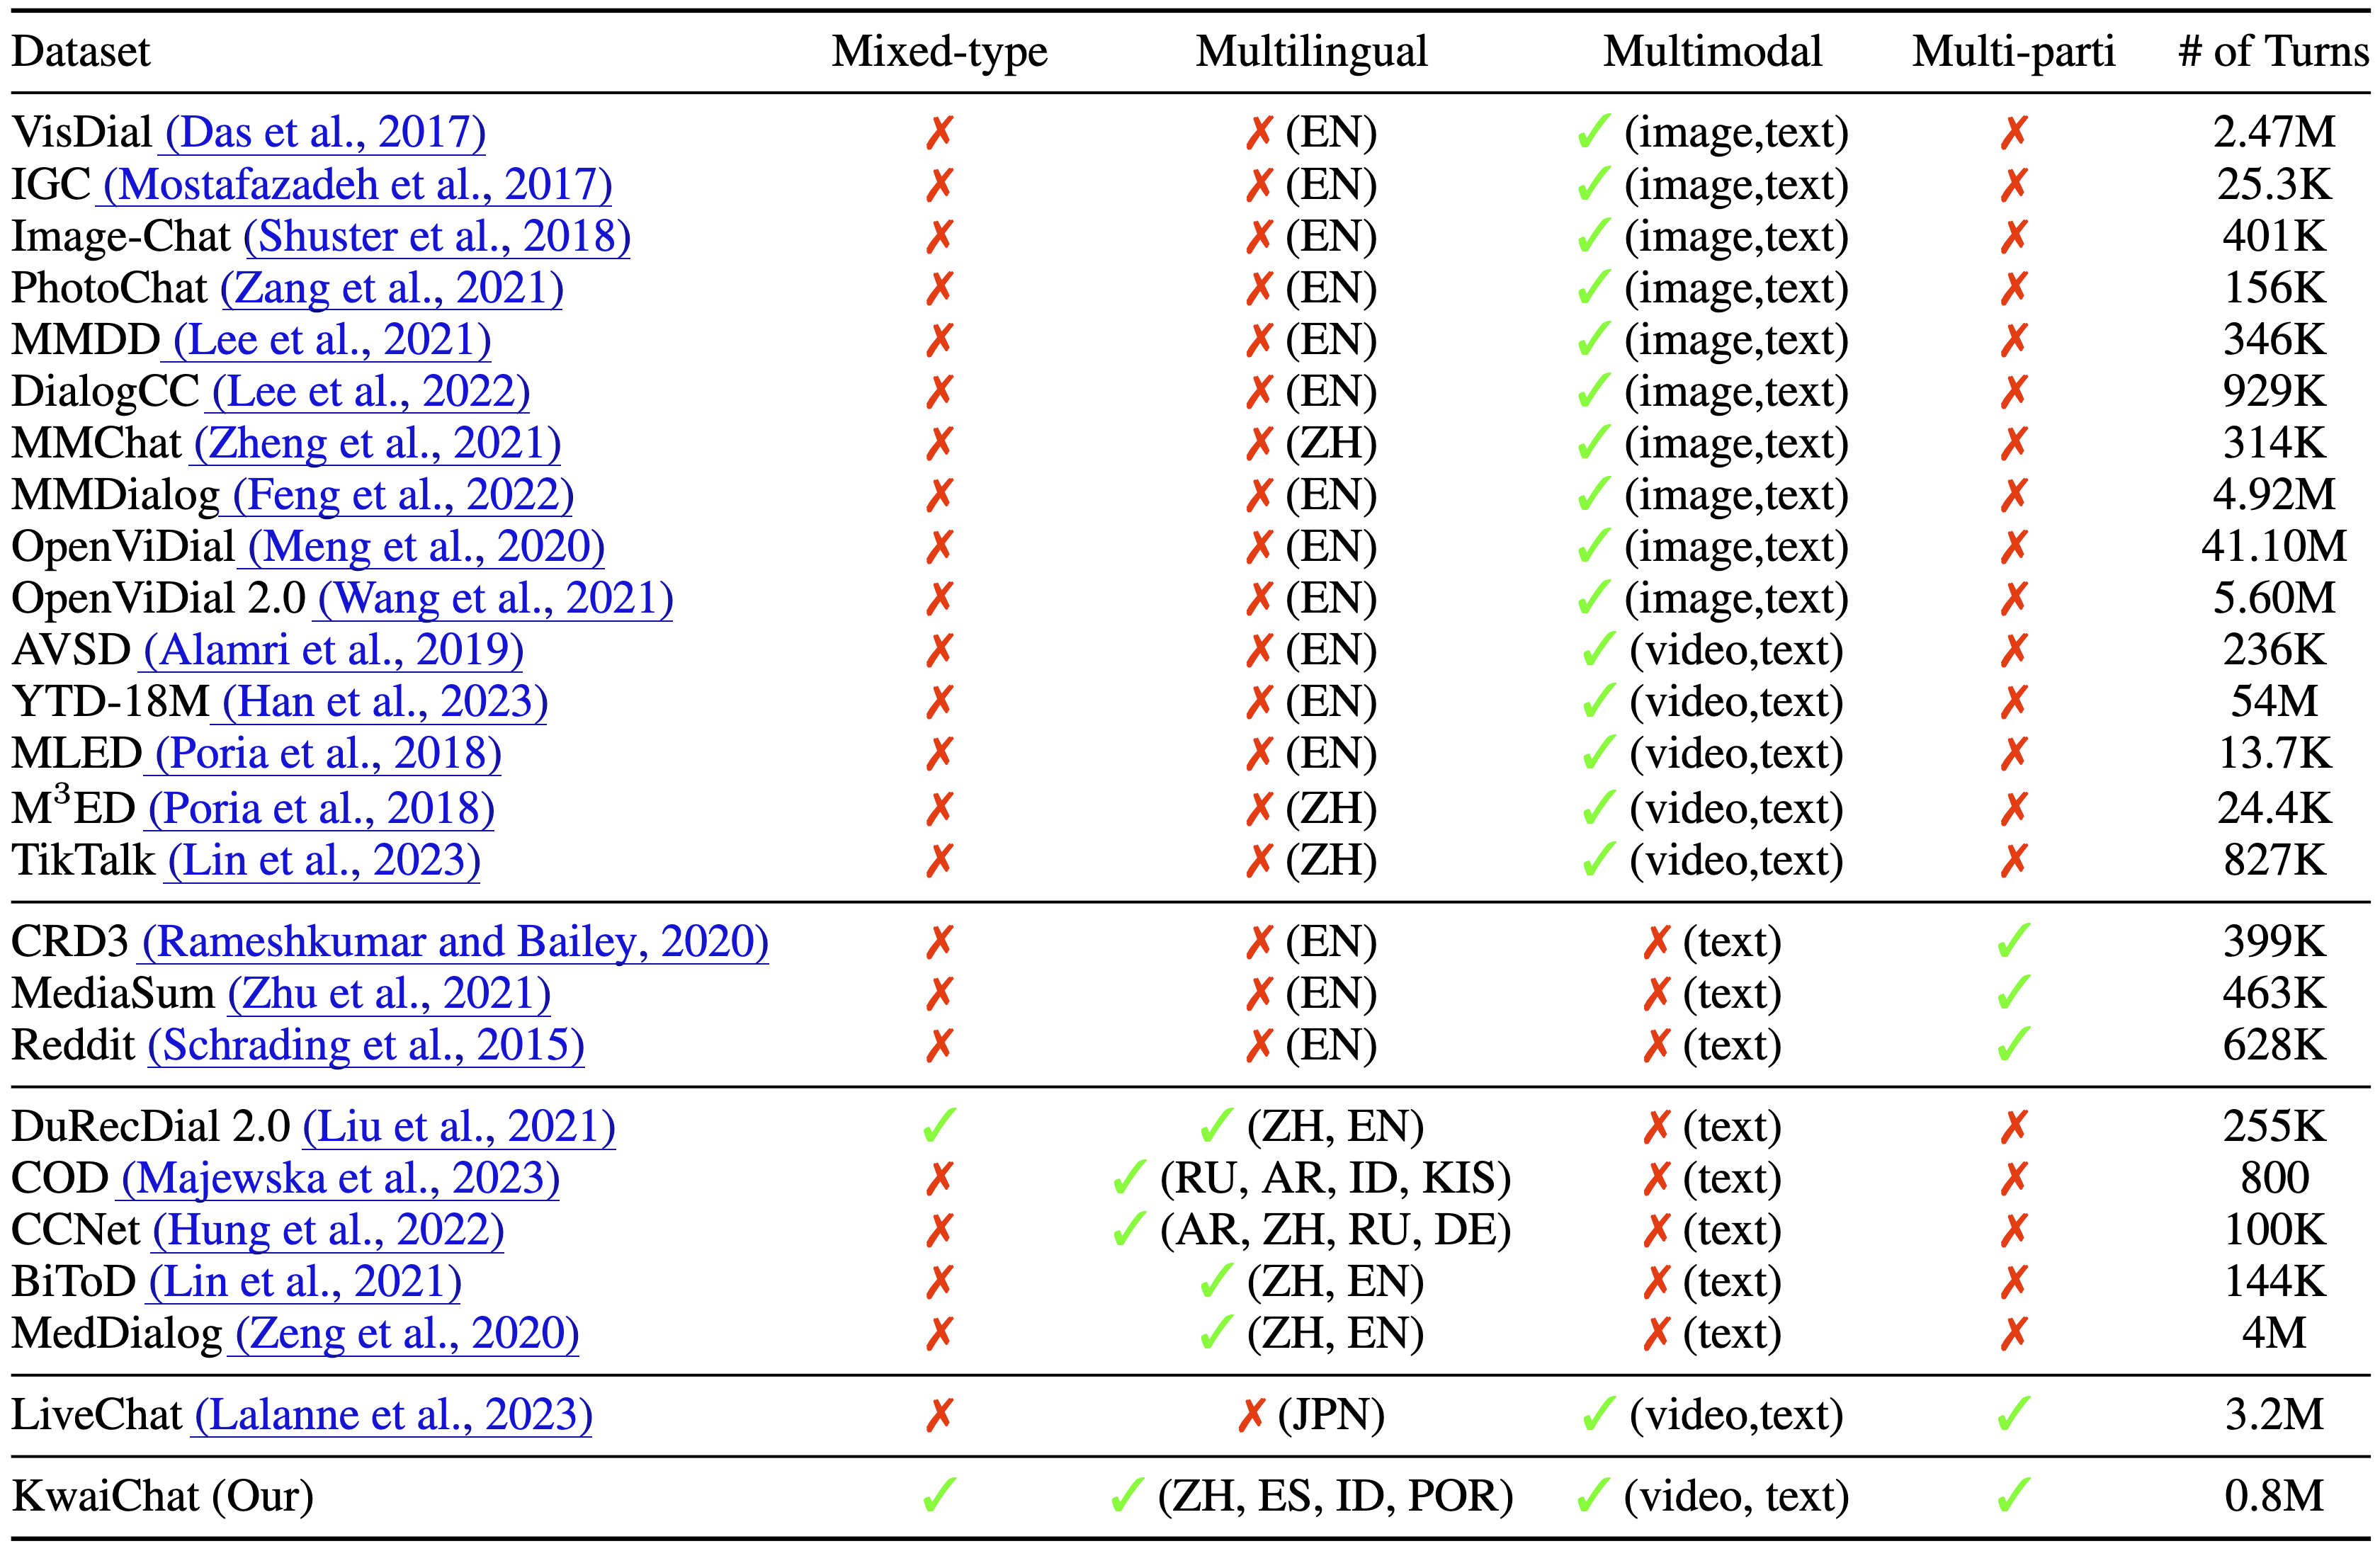 Dataset Mixed-type Multilingual Multimodal Multi-parti # of Turns
VisDial (Das et al., 2017) ✗ ✗ (EN) ✓ (image,text) ✗ 2.47M
IGC (Mostafazadeh et al., 2017) ✗ ✗ (EN) ✓ (image,text) ✗ 25.3K
Image-Chat (Shuster et al., 2018) ✗ ✗ (EN) ✓ (image,text) ✗ 401K
PhotoChat (Zang et al., 2021) ✗ ✗ (EN) ✓ (image,text) ✗ 156K
MMDD (Lee et al., 2021) ✗ ✗ (EN) ✓ (image,text) ✗ 346K
DialogCC (Lee et al., 2022) ✗ ✗ (EN) ✓ (image,text) ✗ 929K
MMChat (Zheng et al., 2021) ✗ ✗ (ZH) ✓ (image,text) ✗ 314K
MMDialog (Feng et al., 2022) ✗ ✗ (EN) ✓ (image,text) ✗ 4.92M
OpenViDial (Meng et al., 2020) ✗ ✗ (EN) ✓ (image,text) ✗ 41.10M
OpenViDial 2.0 (Wang et al., 2021) ✗ ✗ (EN) ✓ (image,text) ✗ 5.60M
AVSD (Alamri et al., 2019) ✗ ✗ (EN) ✓ (video,text) ✗ 236K
YTD-18M (Han et al., 2023) ✗ ✗ (EN) ✓ (video,text) ✗ 54M
MLED (Poria et al., 2018) ✗ ✗ (EN) ✓ (video,text) ✗ 13.7K
M³ED (Poria et al., 2018) ✗ ✗ (ZH) ✓ (video,text) ✗ 24.4K
TikTalk (Lin et al., 2023) ✗ ✗ (ZH) ✓ (video,text) ✗ 827K
CRD3 (Rameshkumar and Bailey, 2020) ✗ ✗ (EN) ✗ (text) ✓ 399K
MediaSum (Zhu et al., 2021) ✗ ✗ (EN) ✗ (text) ✓ 463K
Reddit (Schrading et al., 2015) ✗ ✗ (EN) ✗ (text) ✓ 628K
DuRecDial 2.0 (Liu et al., 2021) ✓ ✓ (ZH, EN) ✗ (text) ✗ 255K
COD (Majewska et al., 2023) ✗ ✓ (RU, AR, ID, KIS) ✗ (text) ✗ 800
CCNet (Hung et al., 2022) ✗ ✓ (AR, ZH, RU, DE) ✗ (text) ✗ 100K
BiToD (Lin et al., 2021) ✗ ✓ (ZH, EN) ✗ (text) ✗ 144K
MedDialog (Zeng et al., 2020) ✗ ✓ (ZH, EN) ✗ (text) ✗ 4M
LiveChat (Lalanne et al., 2023) ✗ ✗ (JPN) ✓ (video,text) ✓ 3.2M
KwaiChat (Our) ✓ ✓ (ZH, ES, ID, POR) ✓ (video, text) ✓ 0.8M